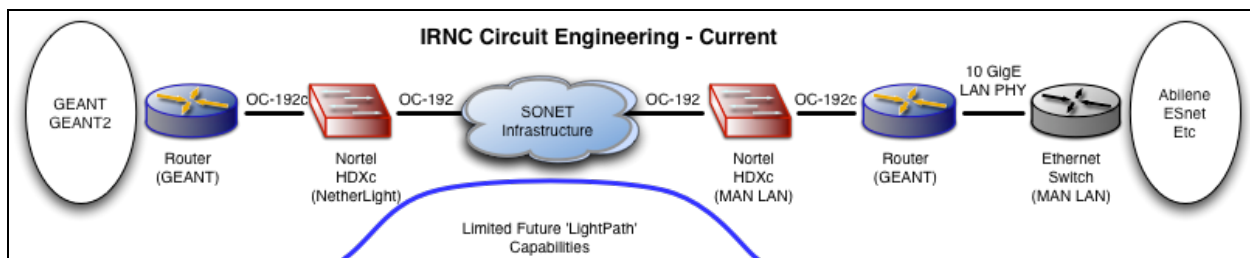 IRNC Circuit Engineering - Current
GEANT
GEANT2
Router
(GEANT)
OC-192c
Nortel
HDXc
(NetherLight)
OC-192
SONET
Infrastructure
OC-192
Nortel
HDXc
(MAN LAN)
OC-192c
Router
(GEANT)
10 GigE
LAN PHY
Ethernet
Switch
(MAN LAN)
Abilene
ESnet
Etc
Limited Future 'LightPath'
Capabilities